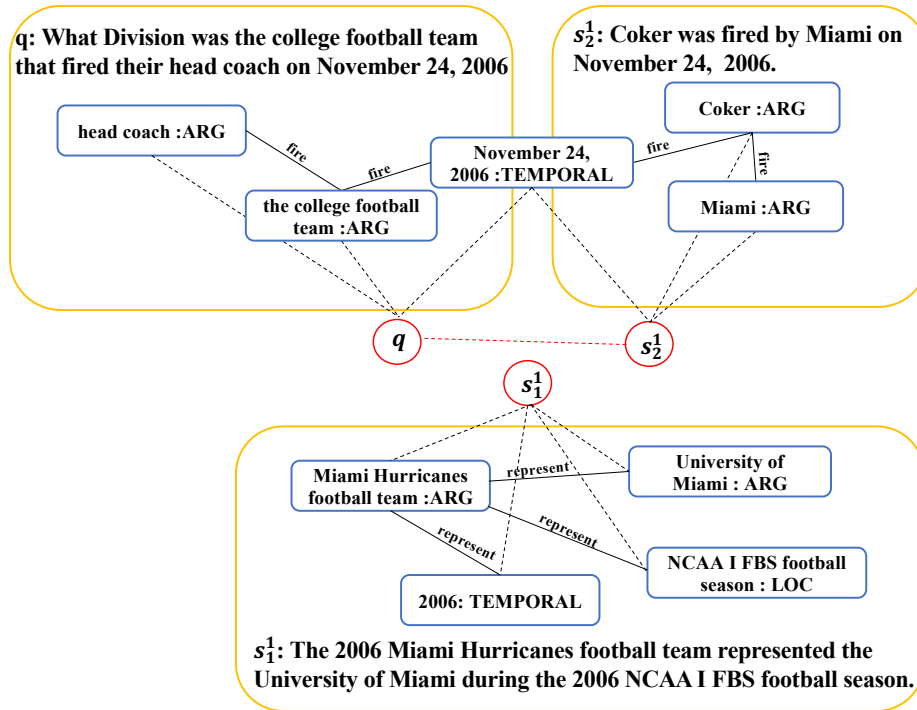 q: What Division was the college football team
that fired their head coach on November 24, 2006
s₂¹: Coker was fired by Miami on
November 24, 2006.
head coach :ARG
fire
fire
the college football
team :ARG
November 24,
2006 :TEMPORAL
fire
Coker :ARG
fire
Miami :ARG
q
s₂¹
s₁¹
Miami Hurricanes
football team :ARG
represent
University of
Miami : ARG
represent
represent
NCAA I FBS football
season : LOC
2006: TEMPORAL
s₁¹: The 2006 Miami Hurricanes football team represented the
University of Miami during the 2006 NCAA I FBS football season.